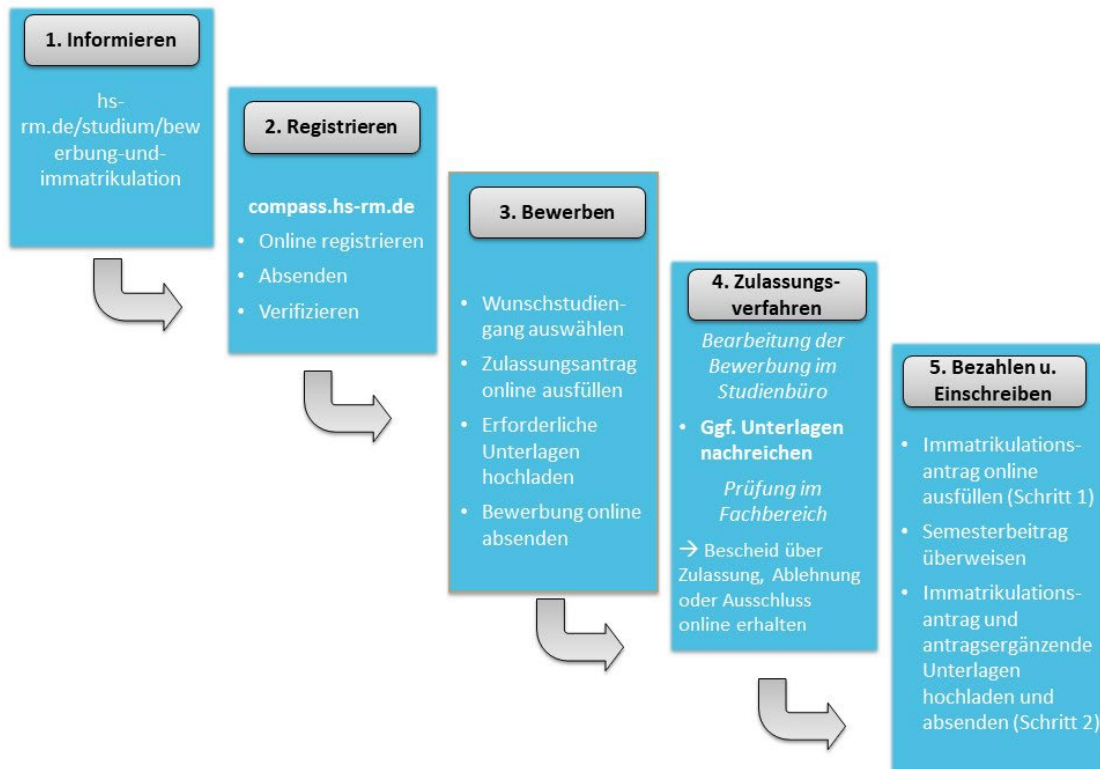 1. Informieren
hs-
rm.de/studium/bew
erbung-und-
immatrikulation
2. Registrieren
compass.hs-rm.de
• Online registrieren
• Absenden
• Verifizieren
3. Bewerben
• Wunschstudien-
gang auswählen
• Zulassungsantrag
online ausfüllen
• Erforderliche
Unterlagen
hochladen
• Bewerbung online
absenden
4. Zulassungs-
verfahren
Bearbeitung der
Bewerbung im
Studienbüro
• Ggf. Unterlagen
nachreichen
Prüfung im
Fachbereich
→ Bescheid über
Zulassung, Ablehnung
oder Ausschluss
online erhalten
5. Bezahlen u.
Einschreiben
• Immatrikulations-
antrag online
ausfüllen (Schritt 1)
• Semesterbeitrag
überweisen
• Immatrikulations-
antrag und
antragsergänzende
Unterlagen
hochladen und
absenden (Schritt 2)